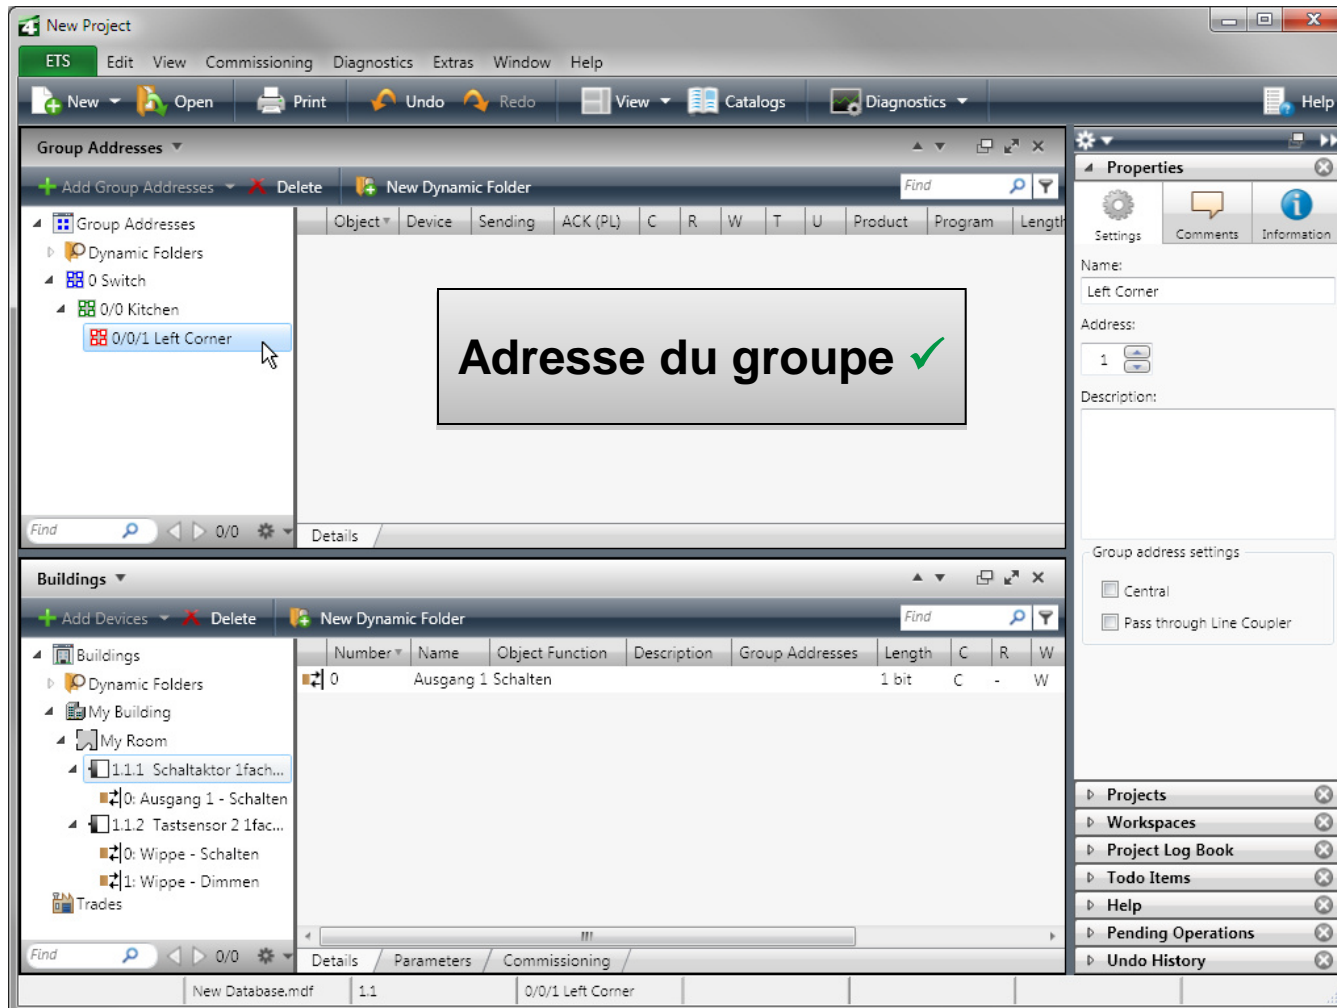 New Project
ETS Edit View Commissioning Diagnostics Extras Window Help
New Open Print Undo Redo View Catalogs Diagnostics Help
Group Addresses
Add Group Addresses Delete New Dynamic Folder Find
Object Device Sending ACK (PL) C R W T U Product Program Length
Group Addresses
Dynamic Folders
0 Switch
0/0 Kitchen
0/0/1 Left Corner
Adresse du groupe ✓
Find 0/0
Details
Buildings
Add Devices Delete New Dynamic Folder Find
Number Name Object Function Description Group Addresses Length C R W
0 Ausgang 1 Schalten 1 bit C - W
Buildings
Dynamic Folders
My Building
My Room
1.1.1 Schaltaktor 1fach...
0: Ausgang 1 - Schalten
1.1.2 Tastsensor 2 1fac...
0: Wippe - Schalten
1: Wippe - Dimmen
Trades
Find 0/0
Details Parameters Commissioning
Properties
Settings Comments Information
Name:
Left Corner
Address:
1
Description:
Group address settings
Central
Pass through Line Coupler
Projects
Workspaces
Project Log Book
Todo Items
Help
Pending Operations
Undo History
New Database.mdf 1.1 0/0/1 Left Corner